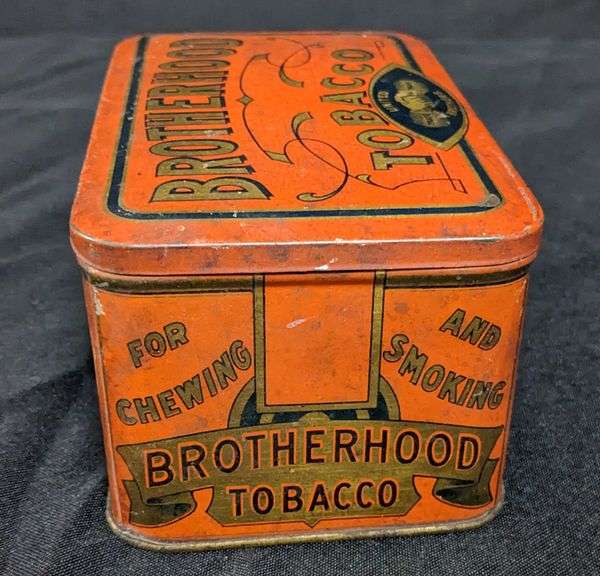 BROTHERHOOD
TOBACCO
FOR
CHEWING
AND
SMOKING
BROTHERHOOD
TOBACCO